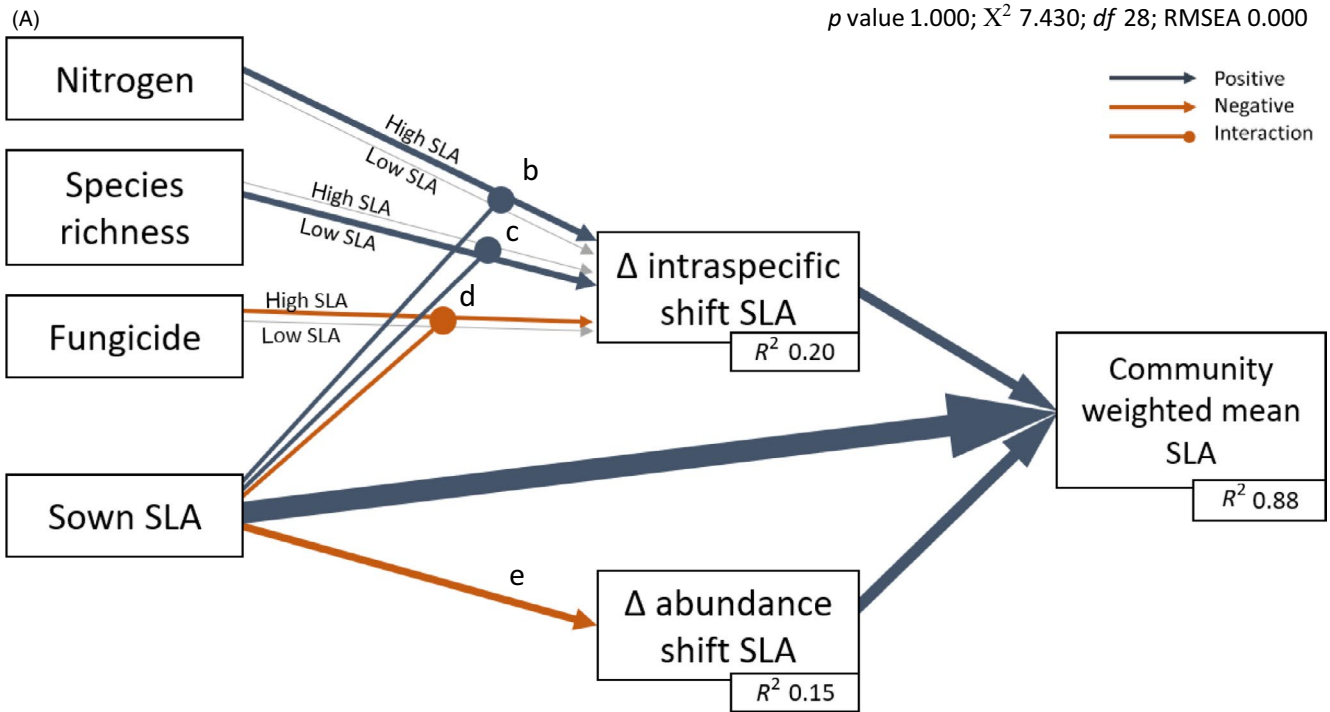 (A)
p value 1.000; X² 7.430; df 28; RMSEA 0.000
Positive
Negative
Interaction
Nitrogen
High SLA
Low SLA
b
Species
richness
High SLA
Low SLA
c
Fungicide
High SLA
Low SLA
d
Δ intraspecific
shift SLA
R² 0.20
Community
weighted mean
SLA
R² 0.88
Sown SLA
e
Δ abundance
shift SLA
R² 0.15